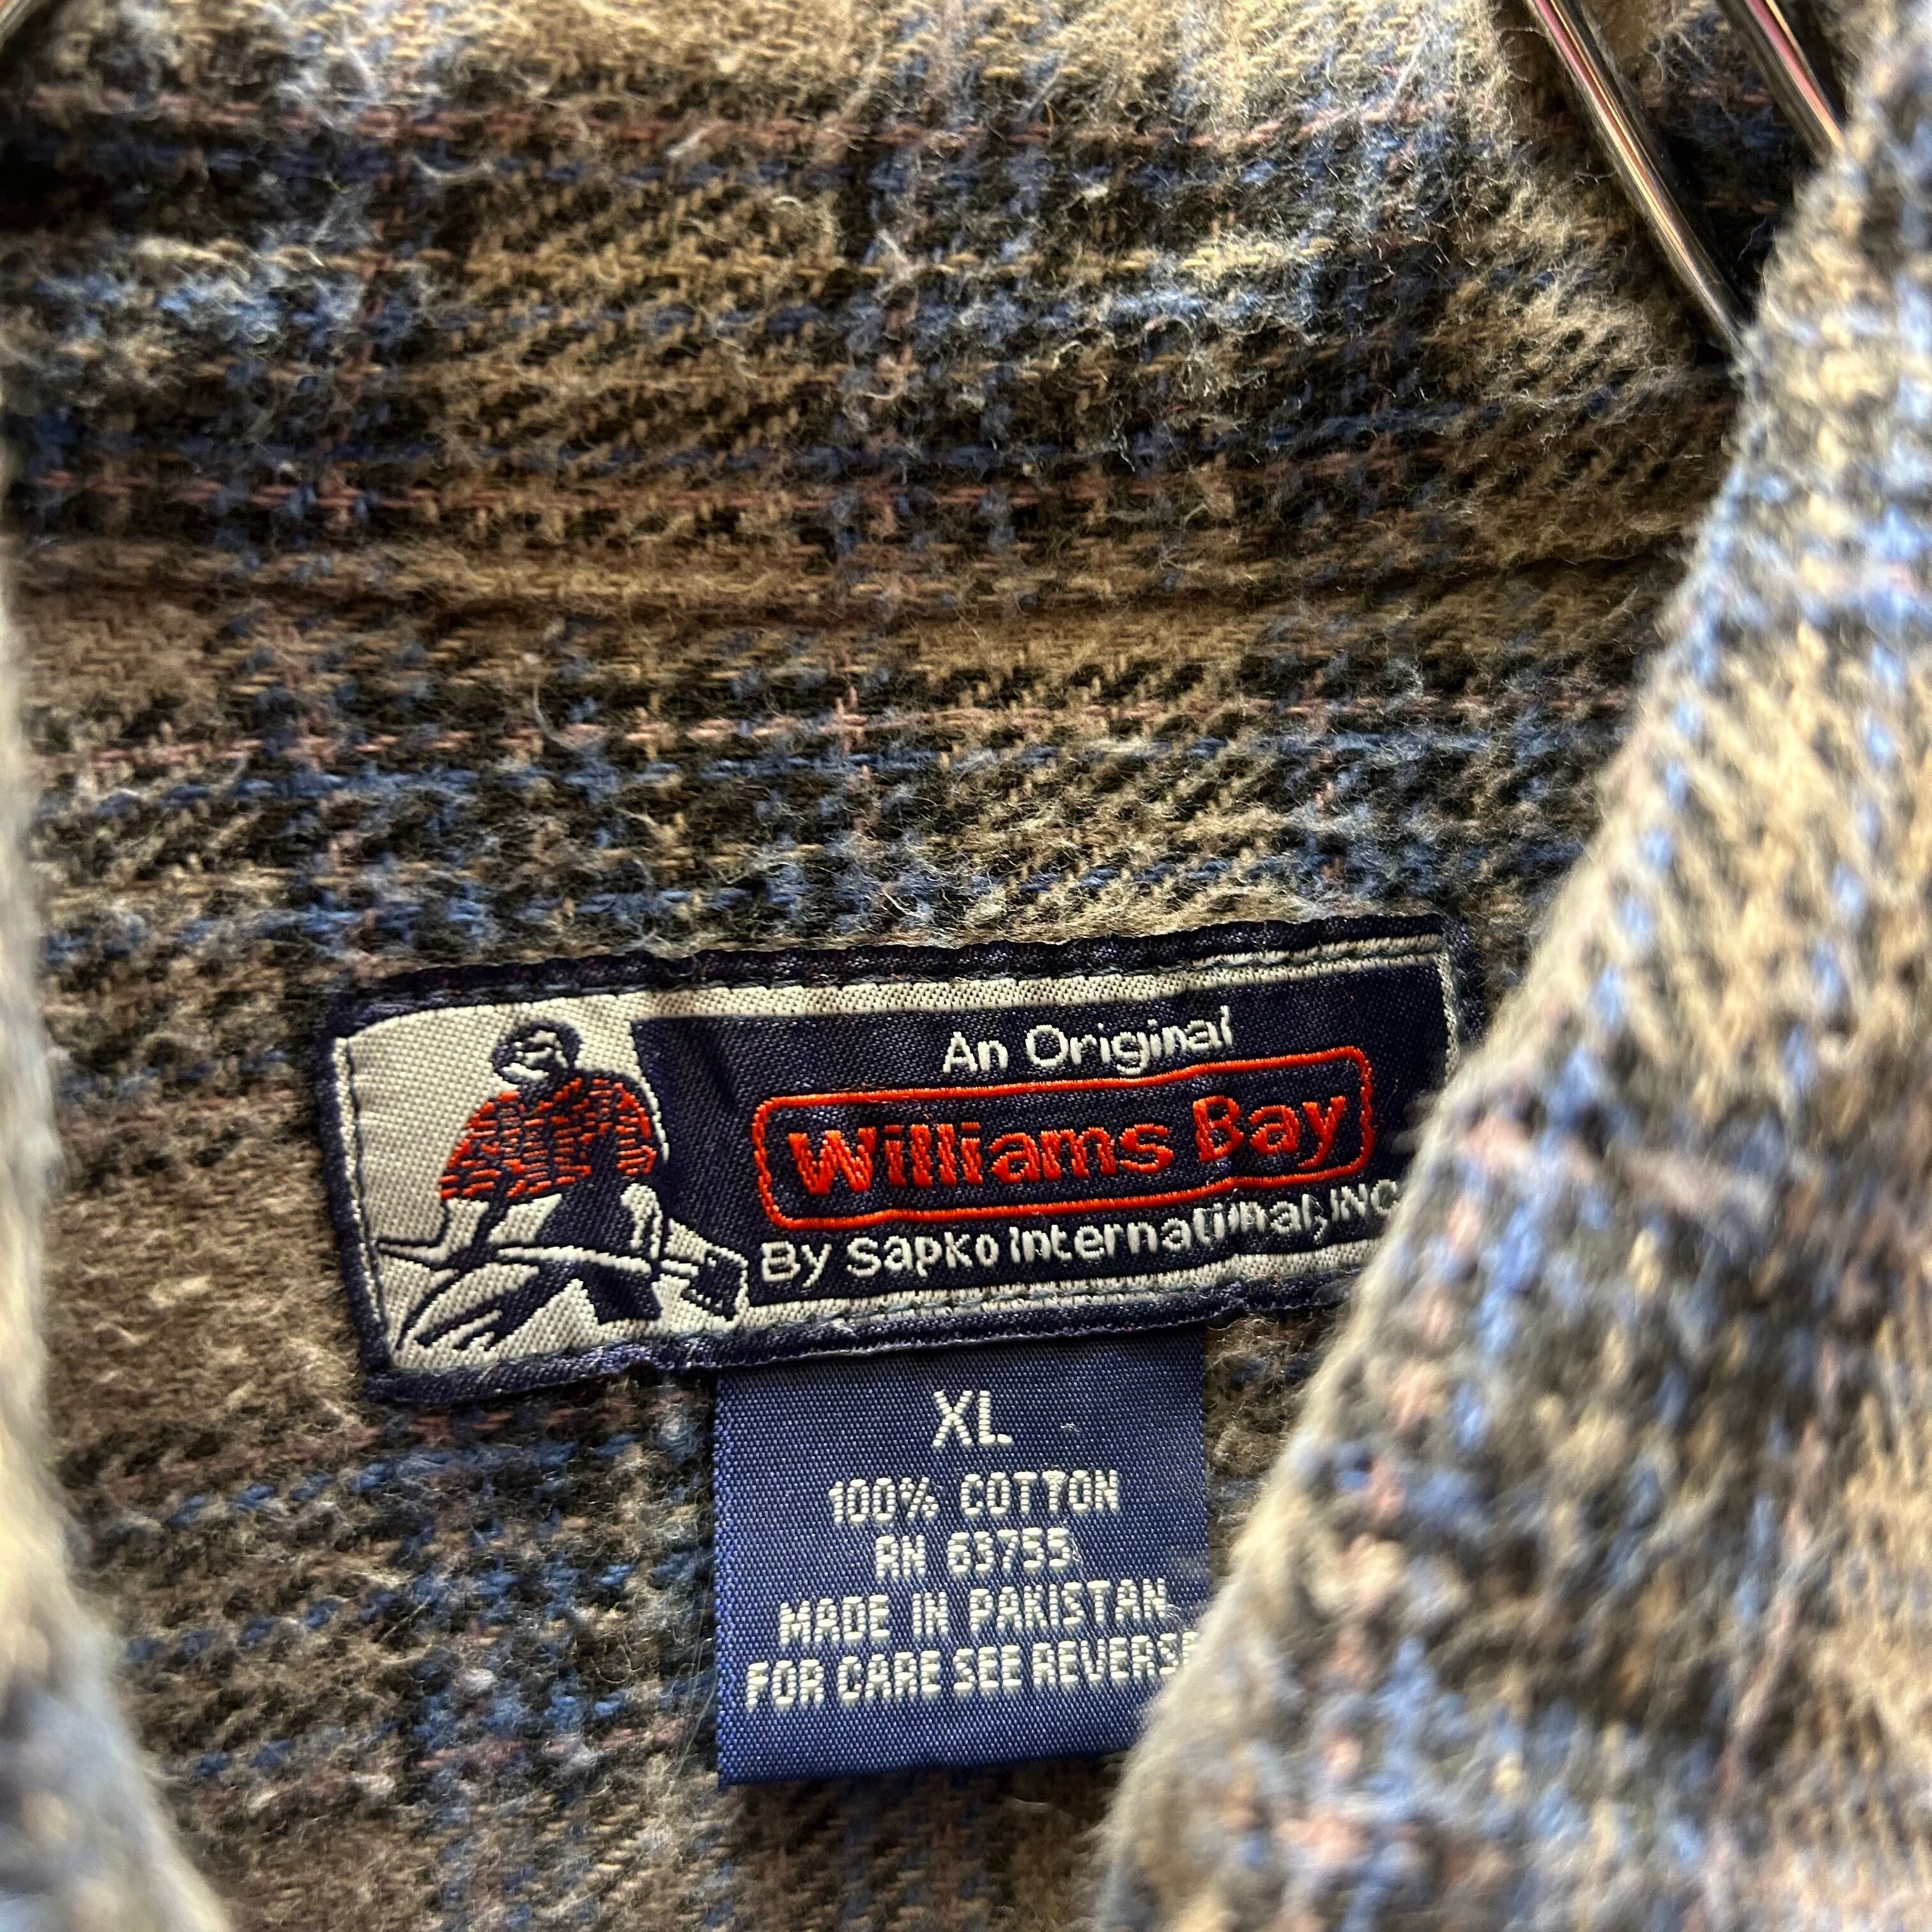 An Original
Williams Bay
By Sapko International, INC
XL
100% COTTON
RN 63755
MADE IN PAKISTAN
FOR CARE SEE REVERSE